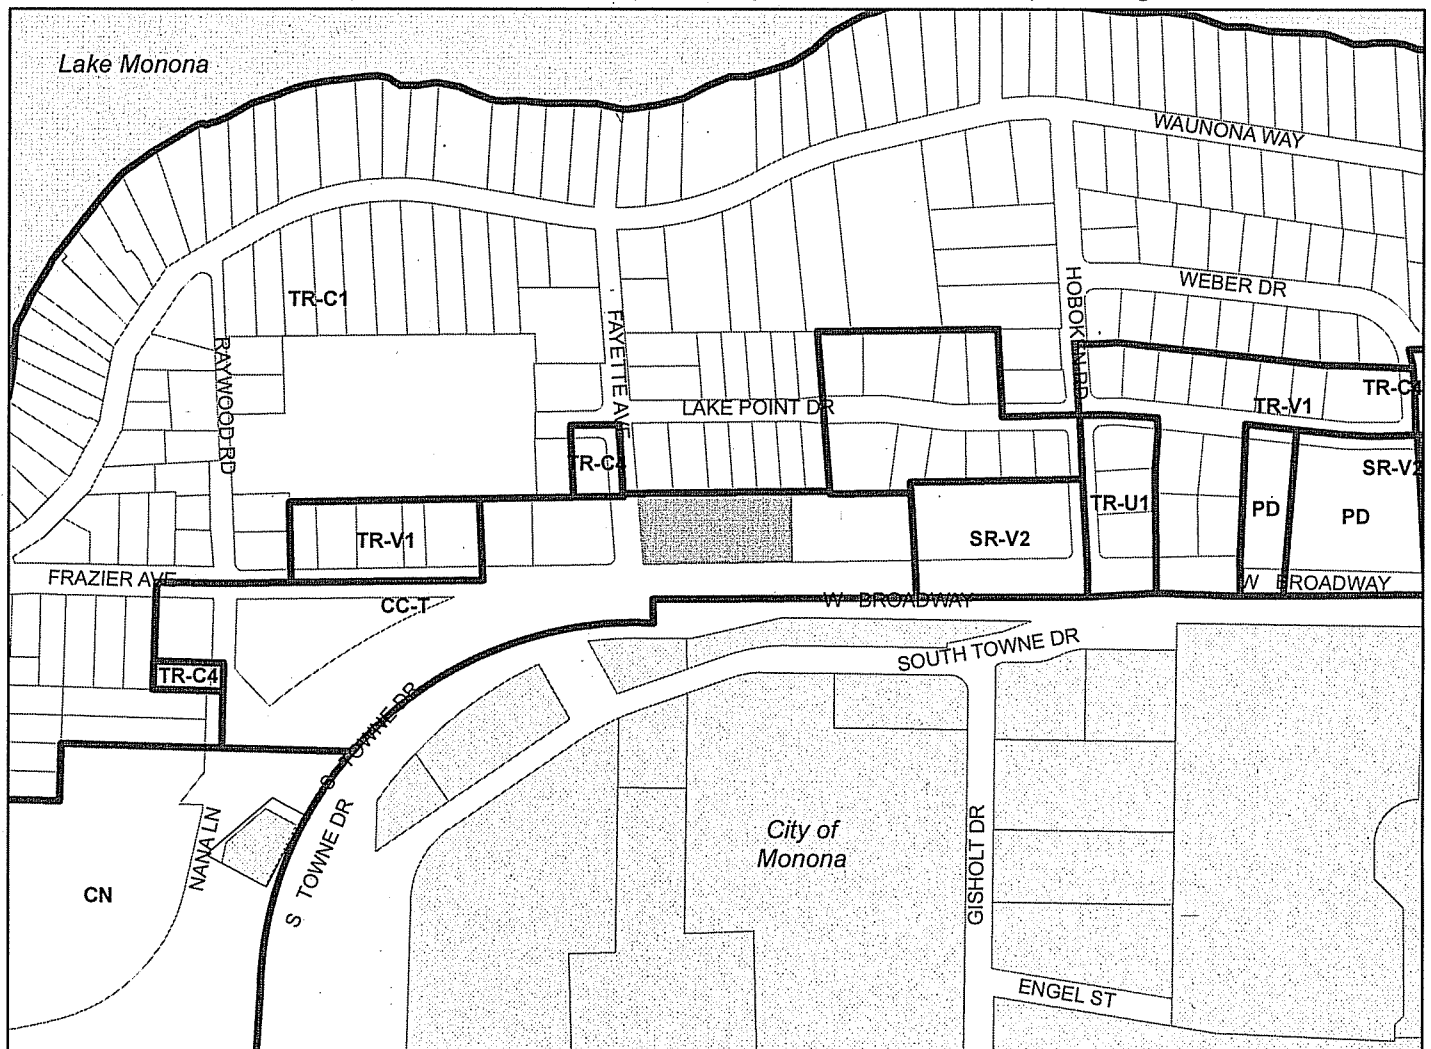 Lake Monona
WAUNONA WAY
WEBER DR
TR-C1
HOBOKEN RD
FAYETTE AVE
RAYWOOD RD
LAKE POINT DR
TR-C4
TR-V1
TR-C4
SR-V2
TR-U1
PD
PD
TR-V1
SR-V2
FRAZIER AVE
CC-T
W BROADWAY
W BROADWAY
SOUTH TOWNE DR
TR-C4
S TOWNE DR
S TOWNE DR
City of
Monona
NANA LN
GISHOLT DR
CN
ENGEL ST